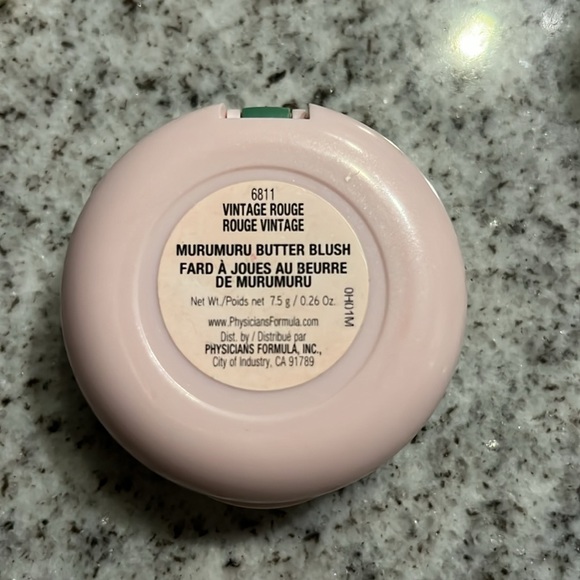 6811
VINTAGE ROUGE
ROUGE VINTAGE
MURUMURU BUTTER BLUSH
FARD À JOUES AU BEURRE
DE MURUMURU
Net Wt./Poids net 7.5 g / 0.26 Oz.
www.PhysiciansFormula.com
Dist. by / Distribué par
PHYSICIANS FORMULA, INC.,
City of Industry, CA 91789
0H01M